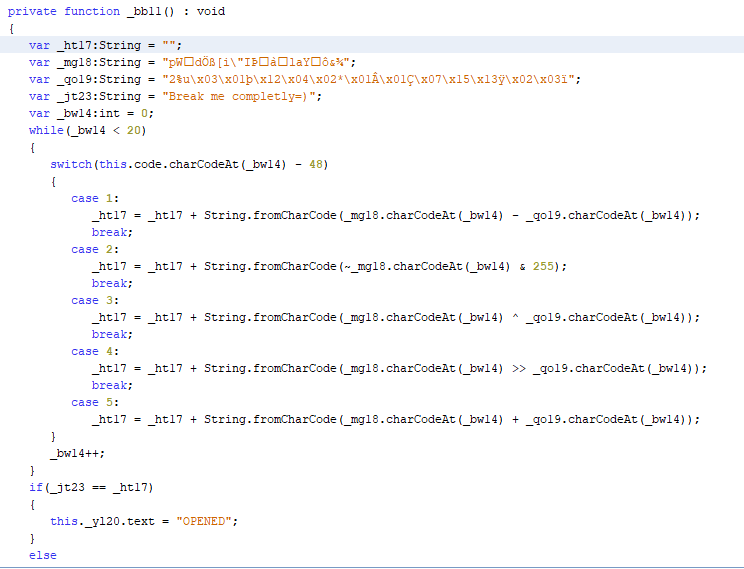 private function _bb11() : void
{
var _ht17:String = "";
var _mg18:String = "pW□dÖß[i\"IÞ□á□1aY□ô&¾";
var _qo19:String = "2%u\x03\x01þ\x12\x04\x02*\x01Â\x01Ç\x07\x15\x13ÿ\x02\x03ï";
var _jt23:String = "Break me completly=)";
var _bw14:int = 0;
while(_bw14 < 20)
{
switch(this.code.charCodeAt(_bw14) - 48)
{
case 1:
_ht17 = _ht17 + String.fromCharCode(_mg18.charCodeAt(_bw14) - _qo19.charCodeAt(_bw14));
break;
case 2:
_ht17 = _ht17 + String.fromCharCode(~_mg18.charCodeAt(_bw14) & 255);
break;
case 3:
_ht17 = _ht17 + String.fromCharCode(_mg18.charCodeAt(_bw14) ^ _qo19.charCodeAt(_bw14));
break;
case 4:
_ht17 = _ht17 + String.fromCharCode(_mg18.charCodeAt(_bw14) >> _qo19.charCodeAt(_bw14));
break;
case 5:
_ht17 = _ht17 + String.fromCharCode(_mg18.charCodeAt(_bw14) + _qo19.charCodeAt(_bw14));
}
_bw14++;
}
if(_jt23 == _ht17)
{
this._yl20.text = "OPENED";
}
else